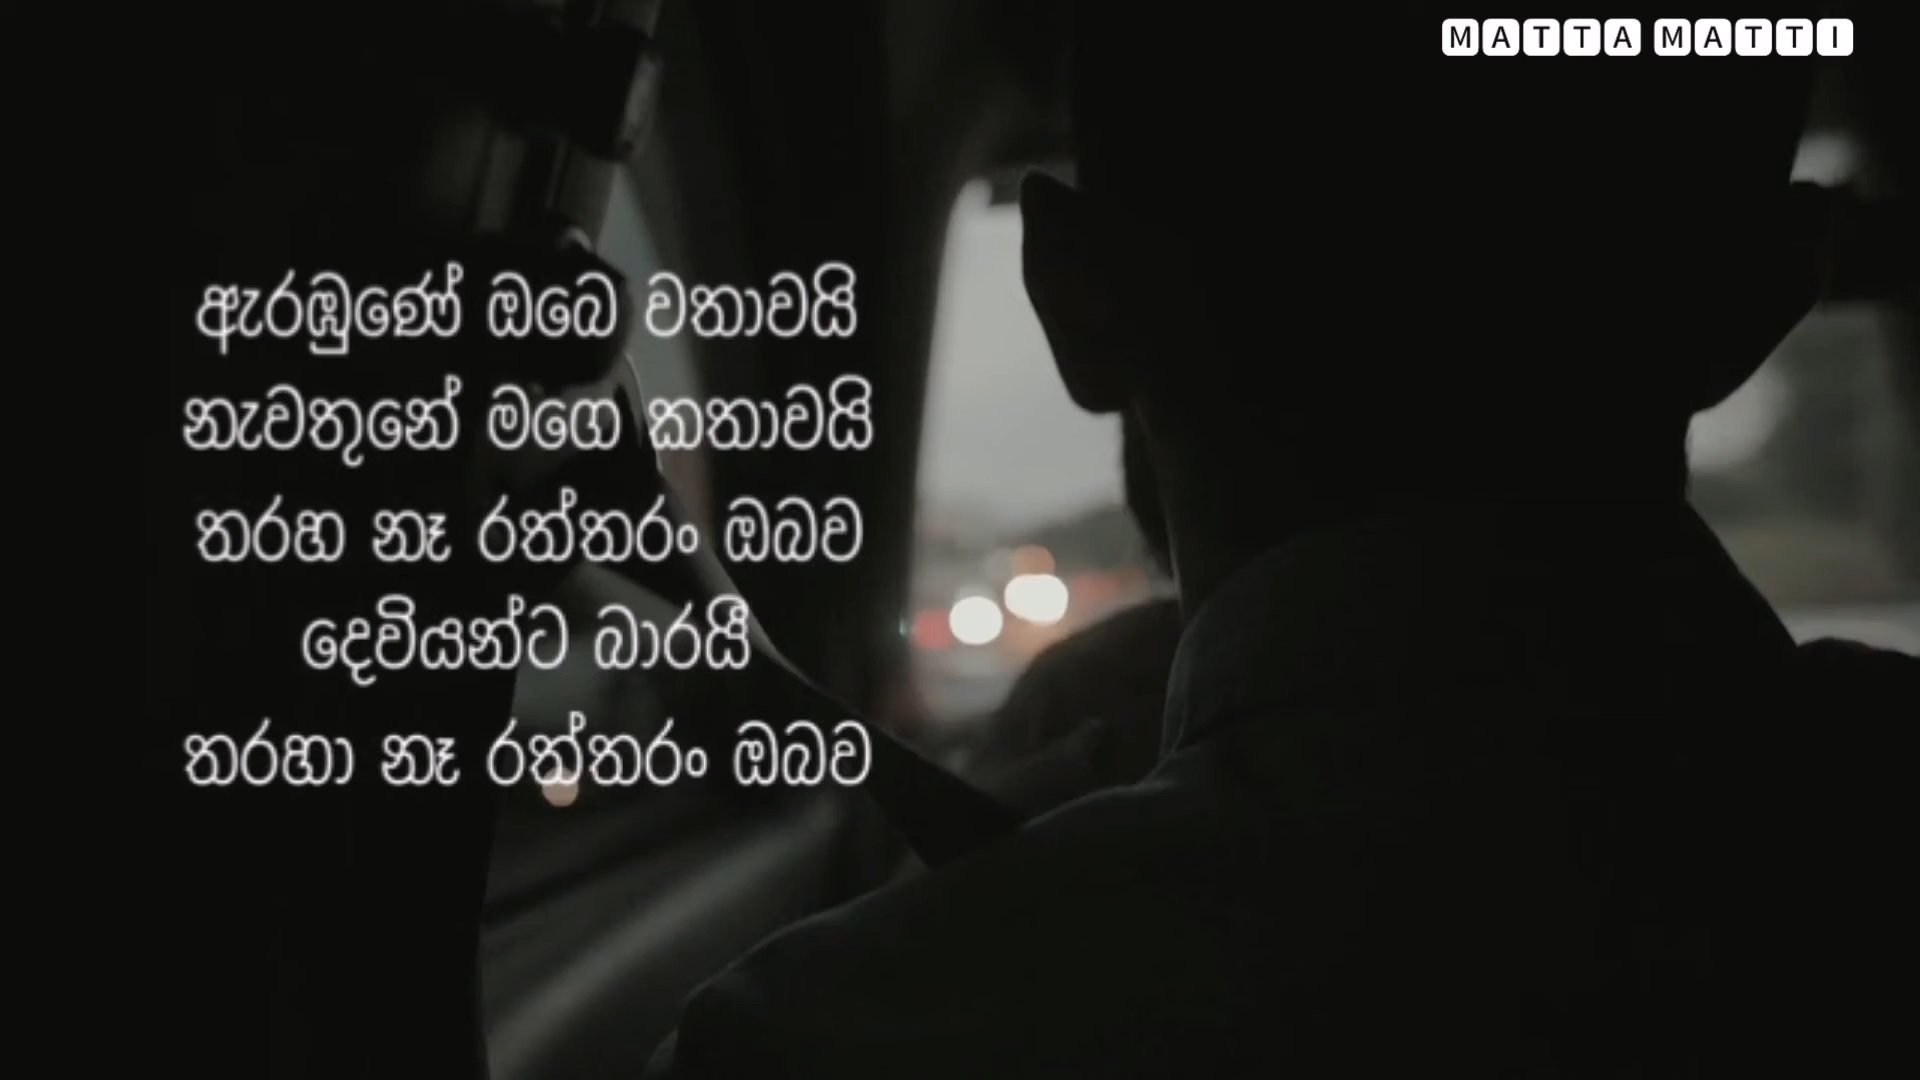 MATTA MATTI
ඇරඹුණේ ඔබෙ වතාවයි
නැවතුනේ මගෙ කතාවයි
තරහ නෑ රත්තරං ඔබව
දෙවියන්ට බාරයි
තරහා නෑ රත්තරං ඔබව